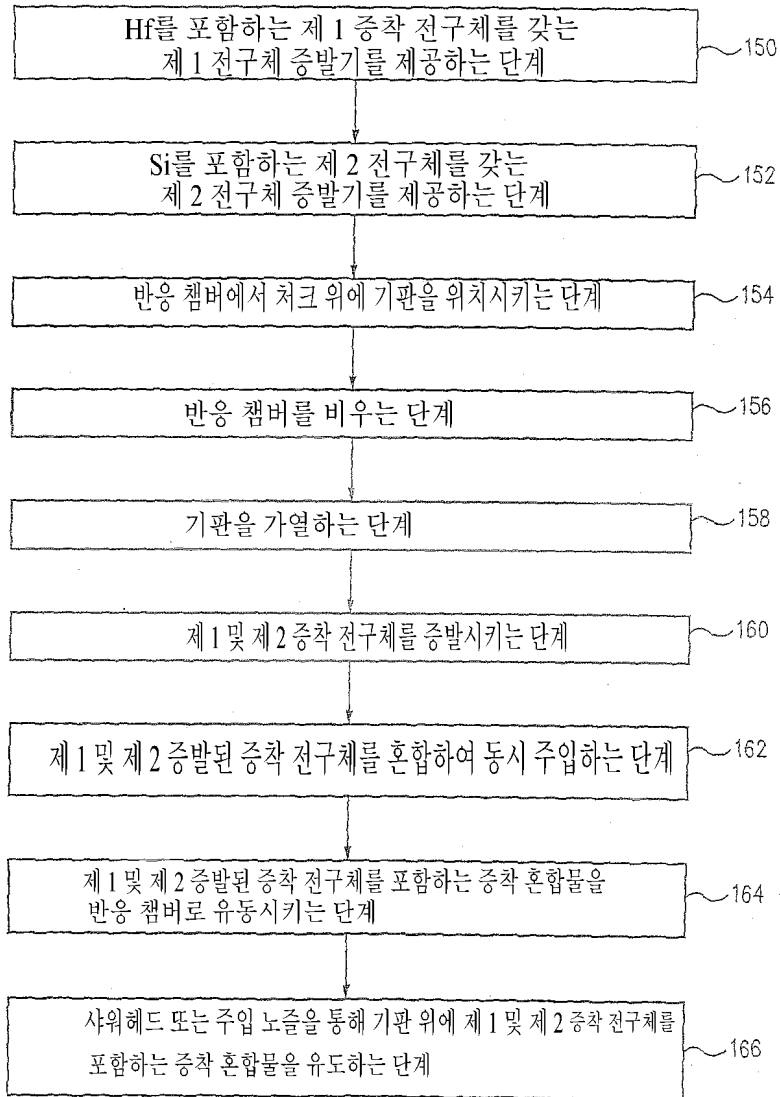 Hf를 포함하는 제 1 증착 전구체를 갖는
제 1 전구체 증발기를 제공하는 단계
150
Si를 포함하는 제 2 전구체를 갖는
제 2 전구체 증발기를 제공하는 단계
152
반응 챔버에서 처크 위에 기판을 위치시키는 단계
154
반응 챔버를 비우는 단계
156
기판을 가열하는 단계
158
제 1 및 제 2 증착 전구체를 증발시키는 단계
160
제 1 및 제 2 증발된 증착 전구체를 혼합하여 동시 주입하는 단계
162
제 1 및 제 2 증발된 증착 전구체를 포함하는 증착 혼합물을
반응 챔버로 유동시키는 단계
164
샤워헤드 또는 주입 노즐을 통해 기판 위에 제 1 및 제 2 증착 전구체를
포함하는 증착 혼합물을 유도하는 단계
166